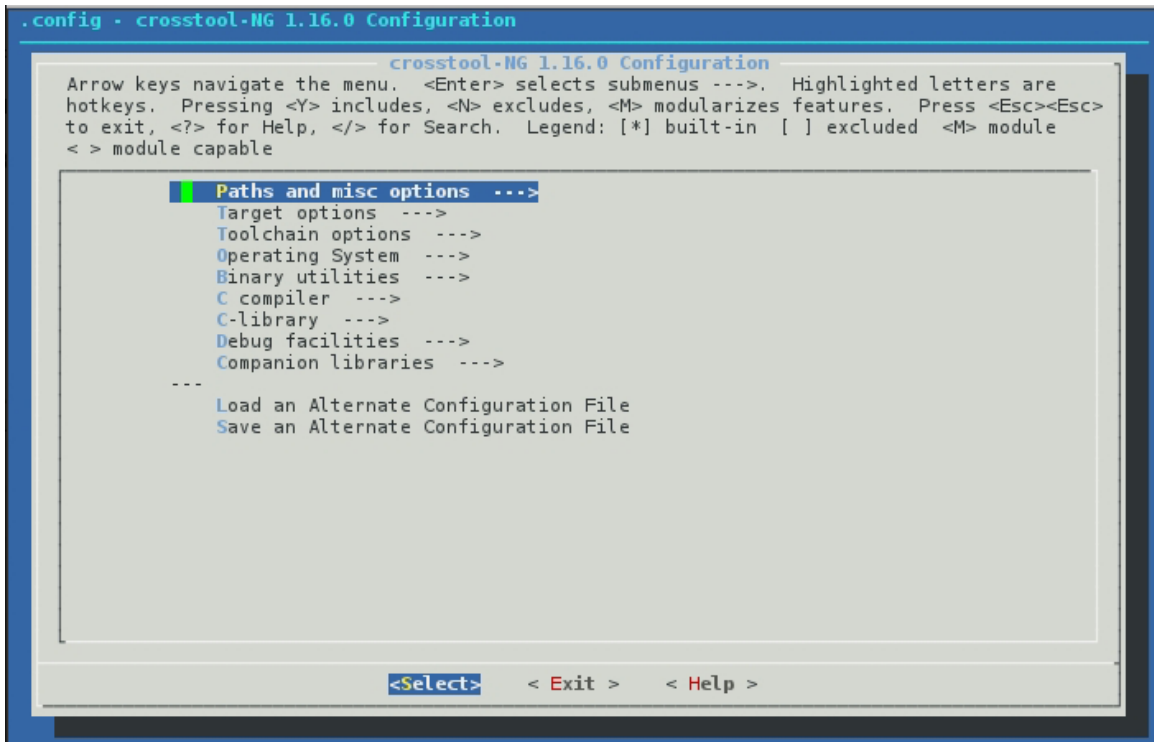 .config - crosstool-NG 1.16.0 Configuration
crosstool-NG 1.16.0 Configuration
Arrow keys navigate the menu.  <Enter> selects submenus --->.  Highlighted letters are
hotkeys.  Pressing <Y> includes, <N> excludes, <M> modularizes features.  Press <Esc><Esc>
to exit, <?> for Help, </> for Search.  Legend: [*] built-in  [ ] excluded  <M> module
< > module capable
Paths and misc options  --->
Target options  --->
Toolchain options  --->
Operating System  --->
Binary utilities  --->
C compiler  --->
C-library  --->
Debug facilities  --->
Companion libraries  --->
---
Load an Alternate Configuration File
Save an Alternate Configuration File
<Select>    < Exit >    < Help >